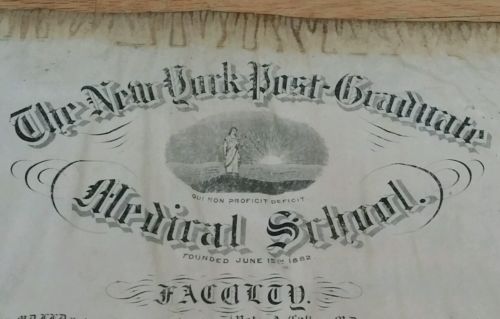 The New York Post-Graduate
QUI NON PROFICIT DEFICIT
Medical School.
FOUNDED JUNE 15TH 1882
FACULTY.